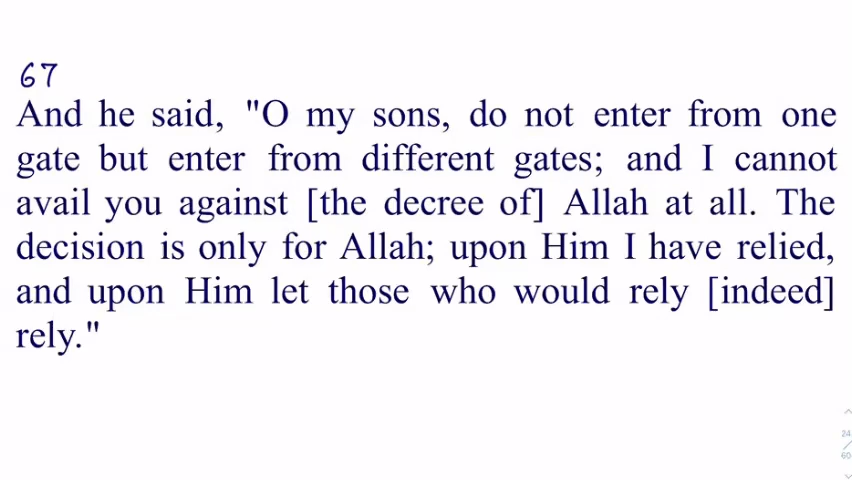 67
And he said, "O my sons, do not enter from one
gate but enter from different gates; and I cannot
avail you against [the decree of] Allah at all. The
decision is only for Allah; upon Him I have relied,
and upon Him let those who would rely [indeed]
rely."
24
60